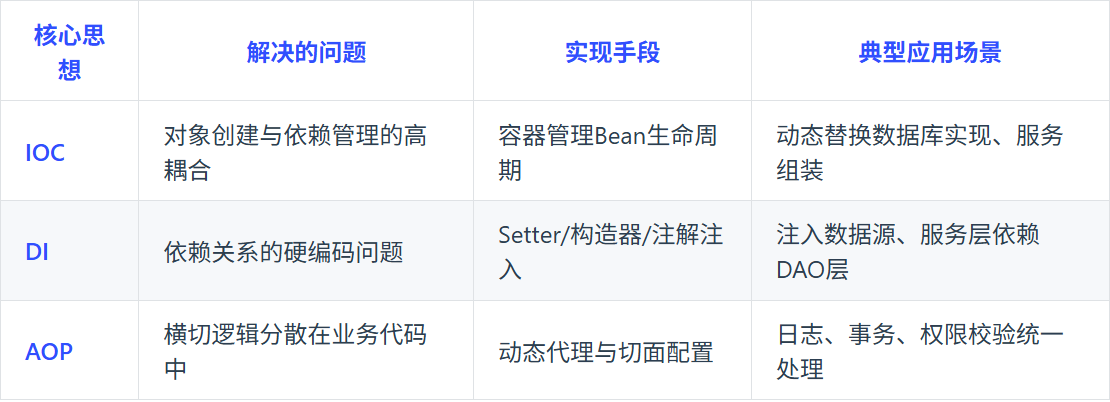 核心思
想
解决的问题
实现手段
典型应用场景
IOC
对象创建与依赖管理的高
耦合
容器管理Bean生命周
期
动态替换数据库实现、服务
组装
DI
依赖关系的硬编码问题
Setter/构造器/注解注
入
注入数据源、服务层依赖
DAO层
AOP
横切逻辑分散在业务代码
中
动态代理与切面配置
日志、事务、权限校验统一
处理